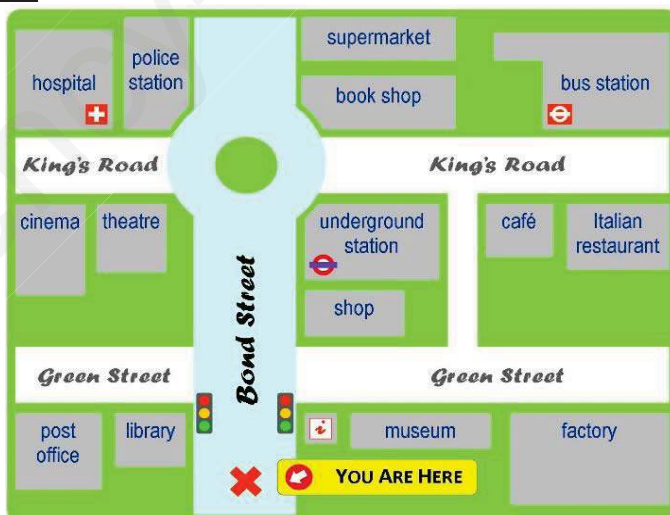 supermarket
police
station
hospital
bus station
book shop
King's Road
King's Road
cinema
theatre
underground
station
café
Italian
restaurant
Bond Street
shop
Green Street
Green Street
post
office
library
i
museum
factory
YOU ARE HERE